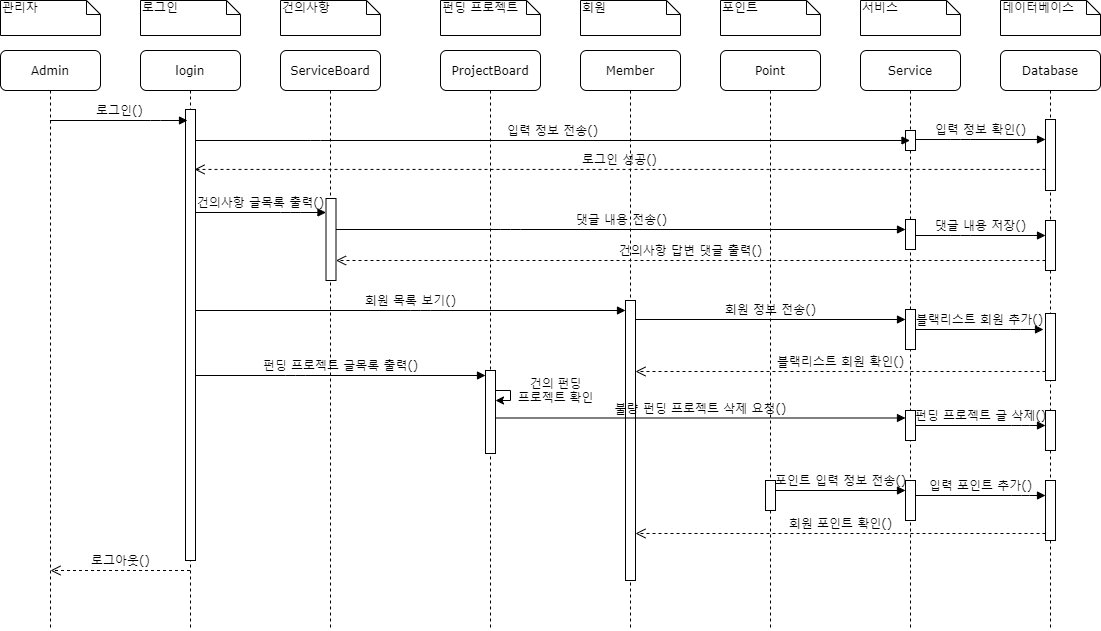 관리자
로그인
건의사항
펀딩 프로젝트
회원
포인트
서비스
데이터베이스
Admin
login
ServiceBoard
ProjectBoard
Member
Point
Service
Database
로그인()
입력 정보 전송()
입력 정보 확인()
로그인 성공()
건의사항 글목록 출력()
댓글 내용 전송()
댓글 내용 저장()
건의사항 답변 댓글 출력()
회원 목록 보기()
회원 정보 전송()
블랙리스트 회원 추가()
블랙리스트 회원 확인()
펀딩 프로젝트 글목록 출력()
건의 펀딩
프로젝트 확인
불량 펀딩 프로젝트 삭제 요청()
펀딩 프로젝트 글 삭제()
포인트 입력 정보 전송()
입력 포인트 추가()
회원 포인트 확인()
로그아웃()